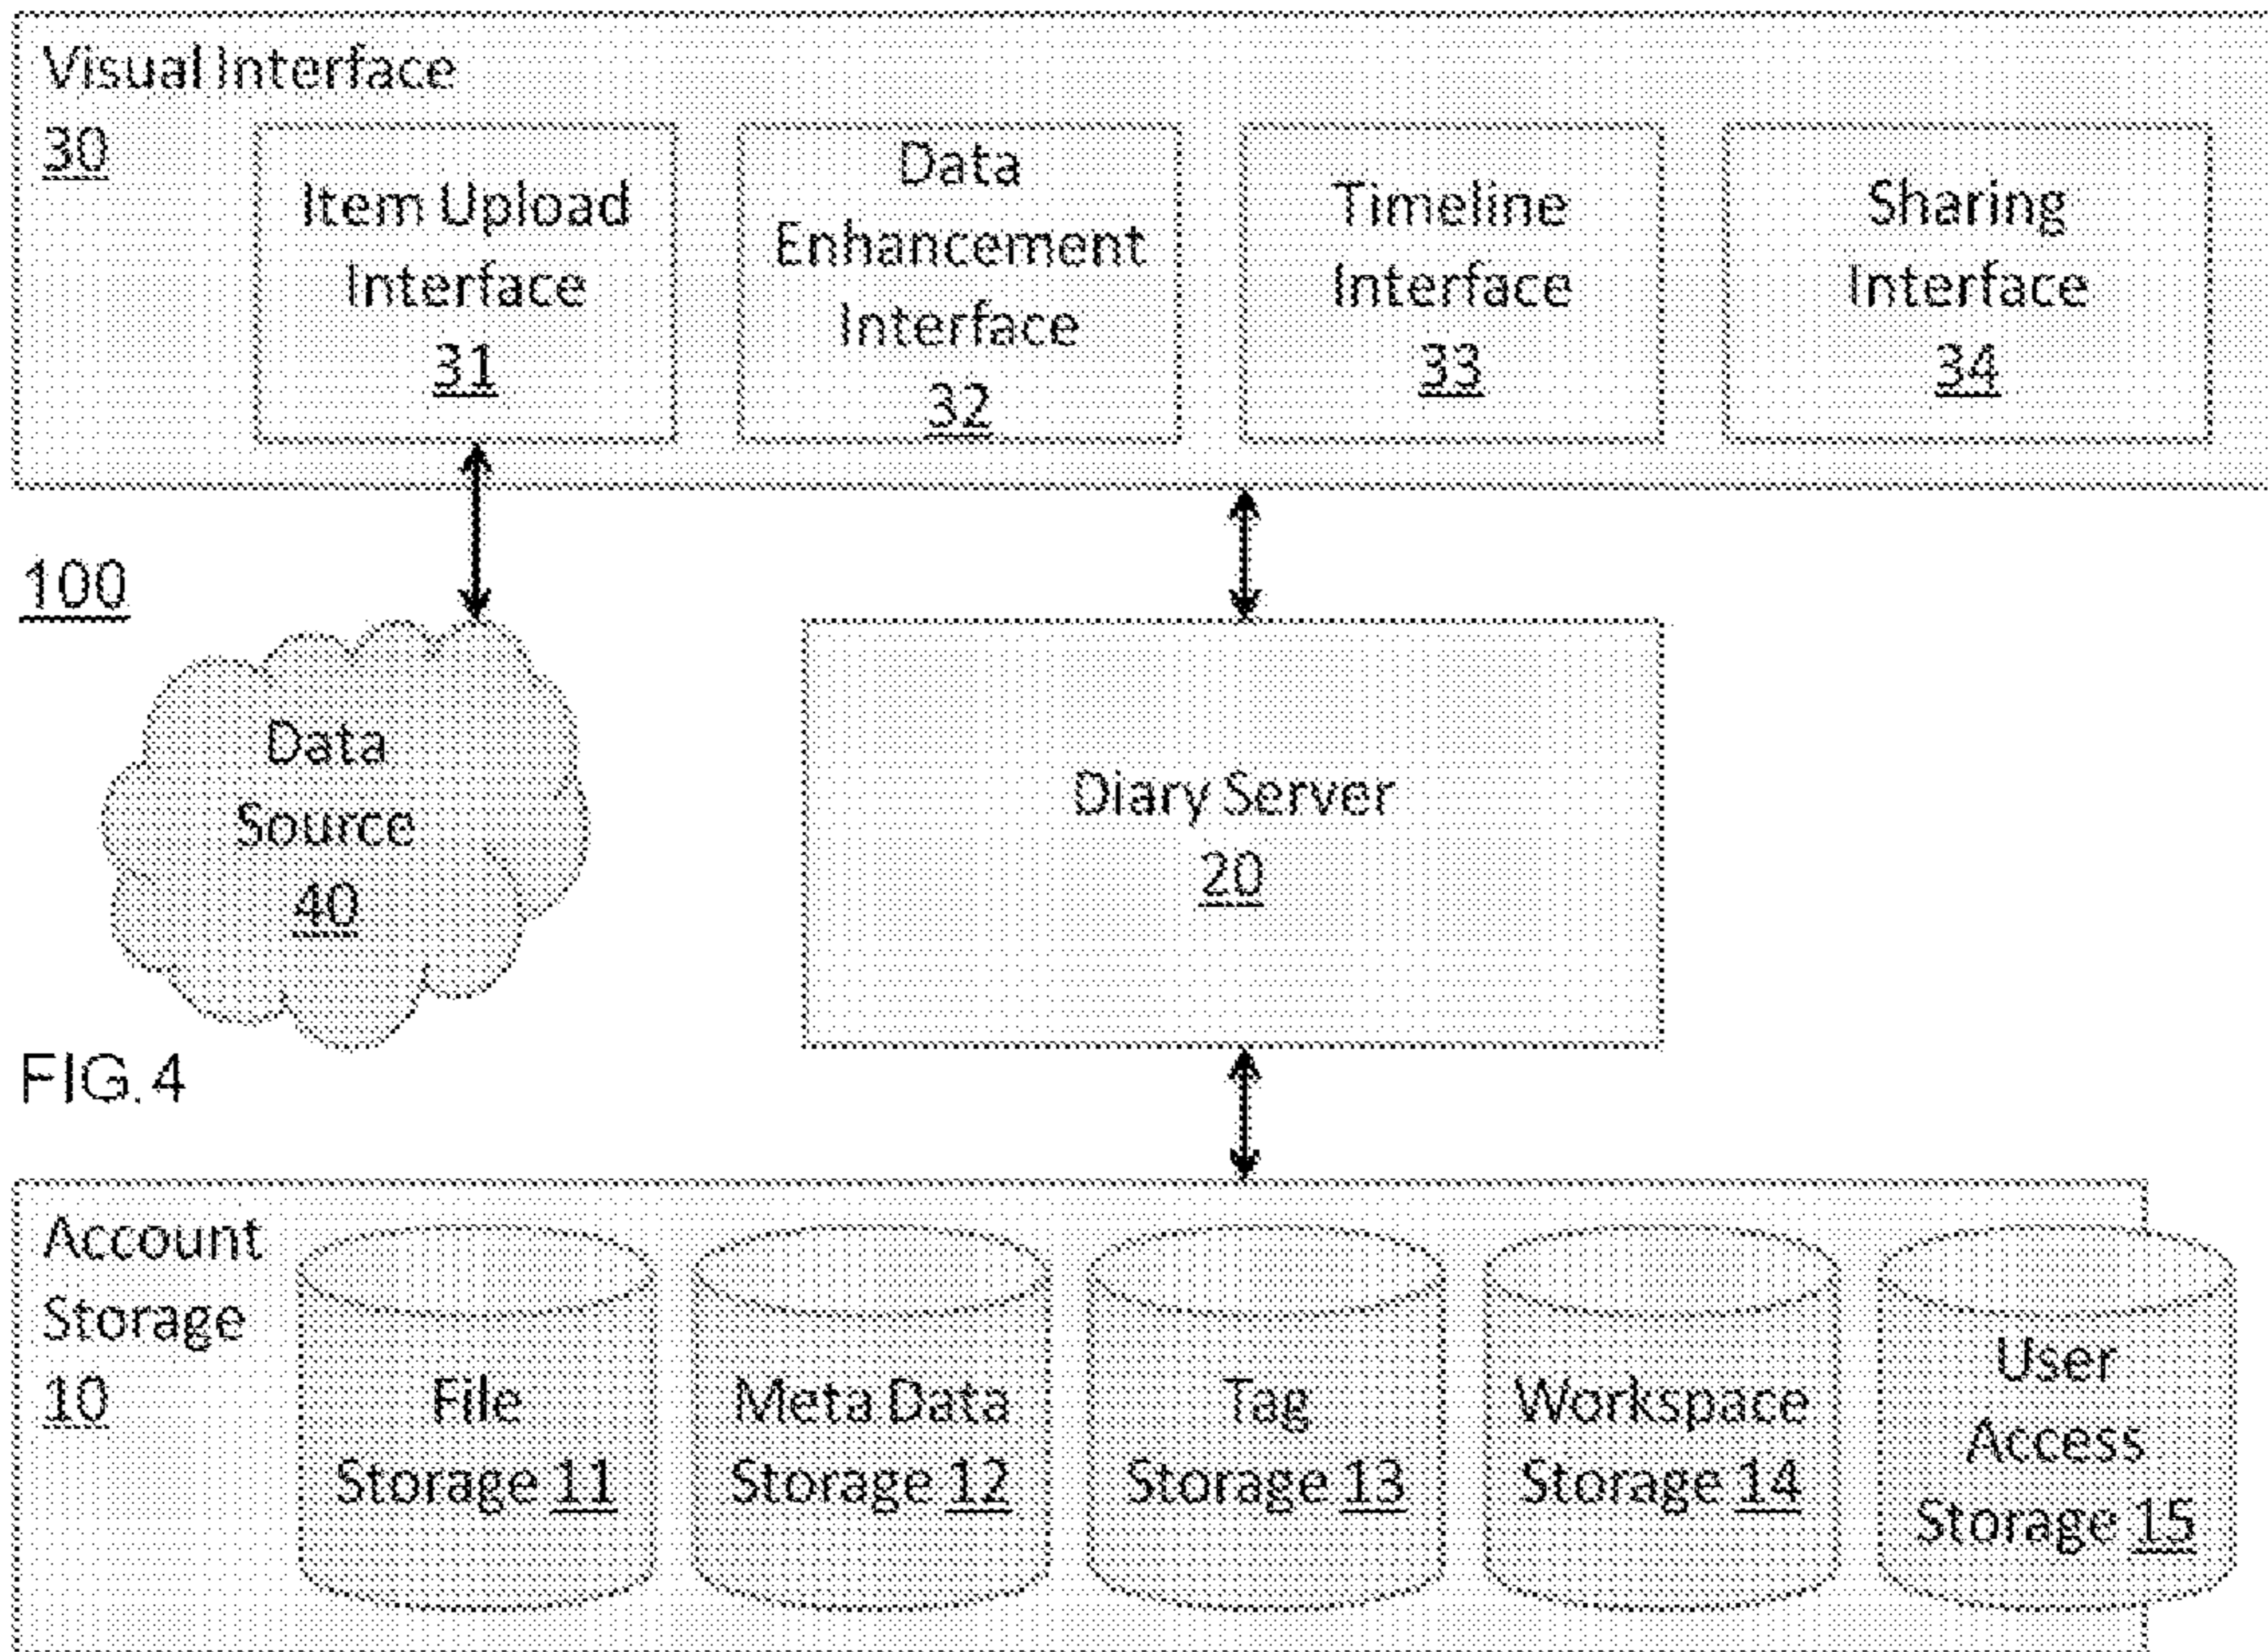 Visual Interface
30
Item Upload
Interface
31
Data
Enhancement
Interface
32
Timeline
Interface
33
Sharing
Interface
34
100
Data
Source
40
Diary Server
20
FIG.4
Account
Storage
10
File
Storage 11
Meta Data
Storage 12
Tag
Storage 13
Workspace
Storage 14
User
Access
Storage 15